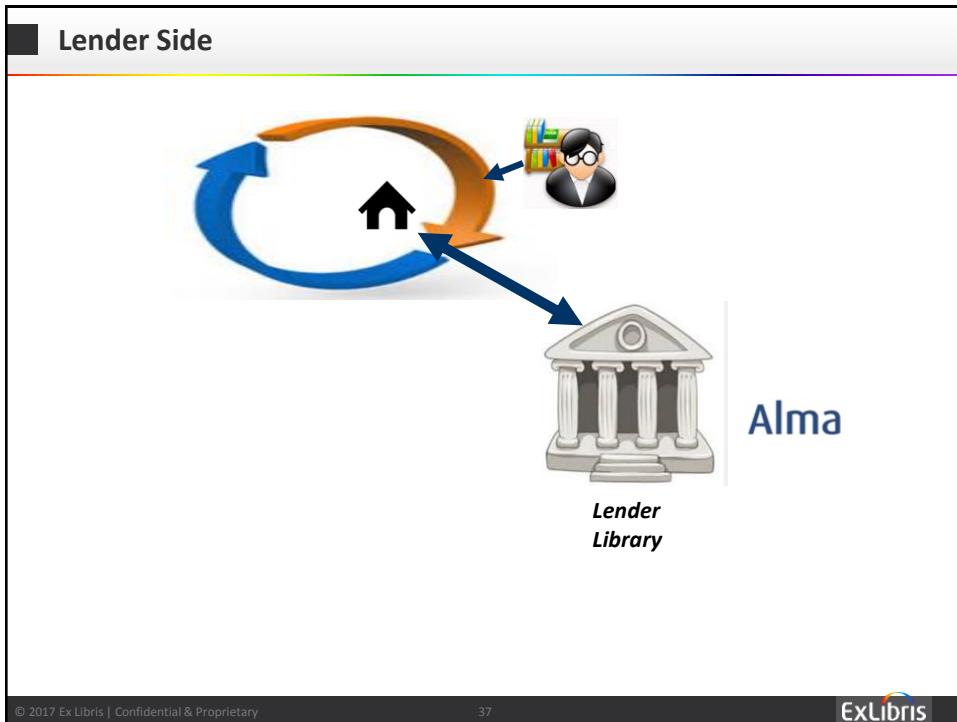 Lender Side
Alma
Lender
Library
© 2017 Ex Libris | Confidential & Proprietary
37
ExLibris